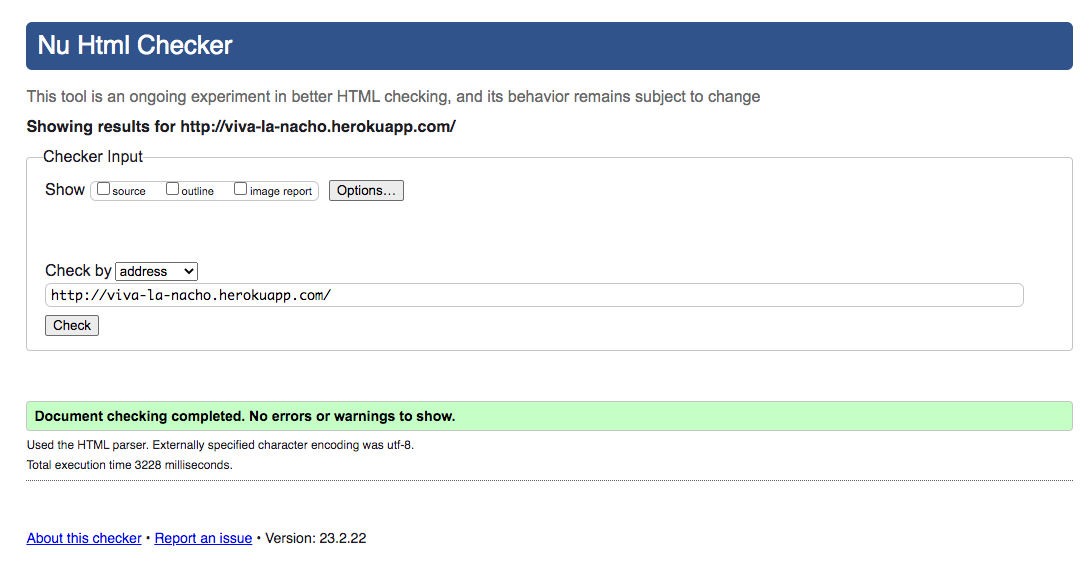 Nu Html Checker
This tool is an ongoing experiment in better HTML checking, and its behavior remains subject to change
Showing results for http://viva-la-nacho.herokuapp.com/
Checker Input
Show source outline image report Options...
Check by address
http://viva-la-nacho.herokuapp.com/
Check
Document checking completed. No errors or warnings to show.
Used the HTML parser. Externally specified character encoding was utf-8.
Total execution time 3228 milliseconds.
About this checker • Report an issue • Version: 23.2.22